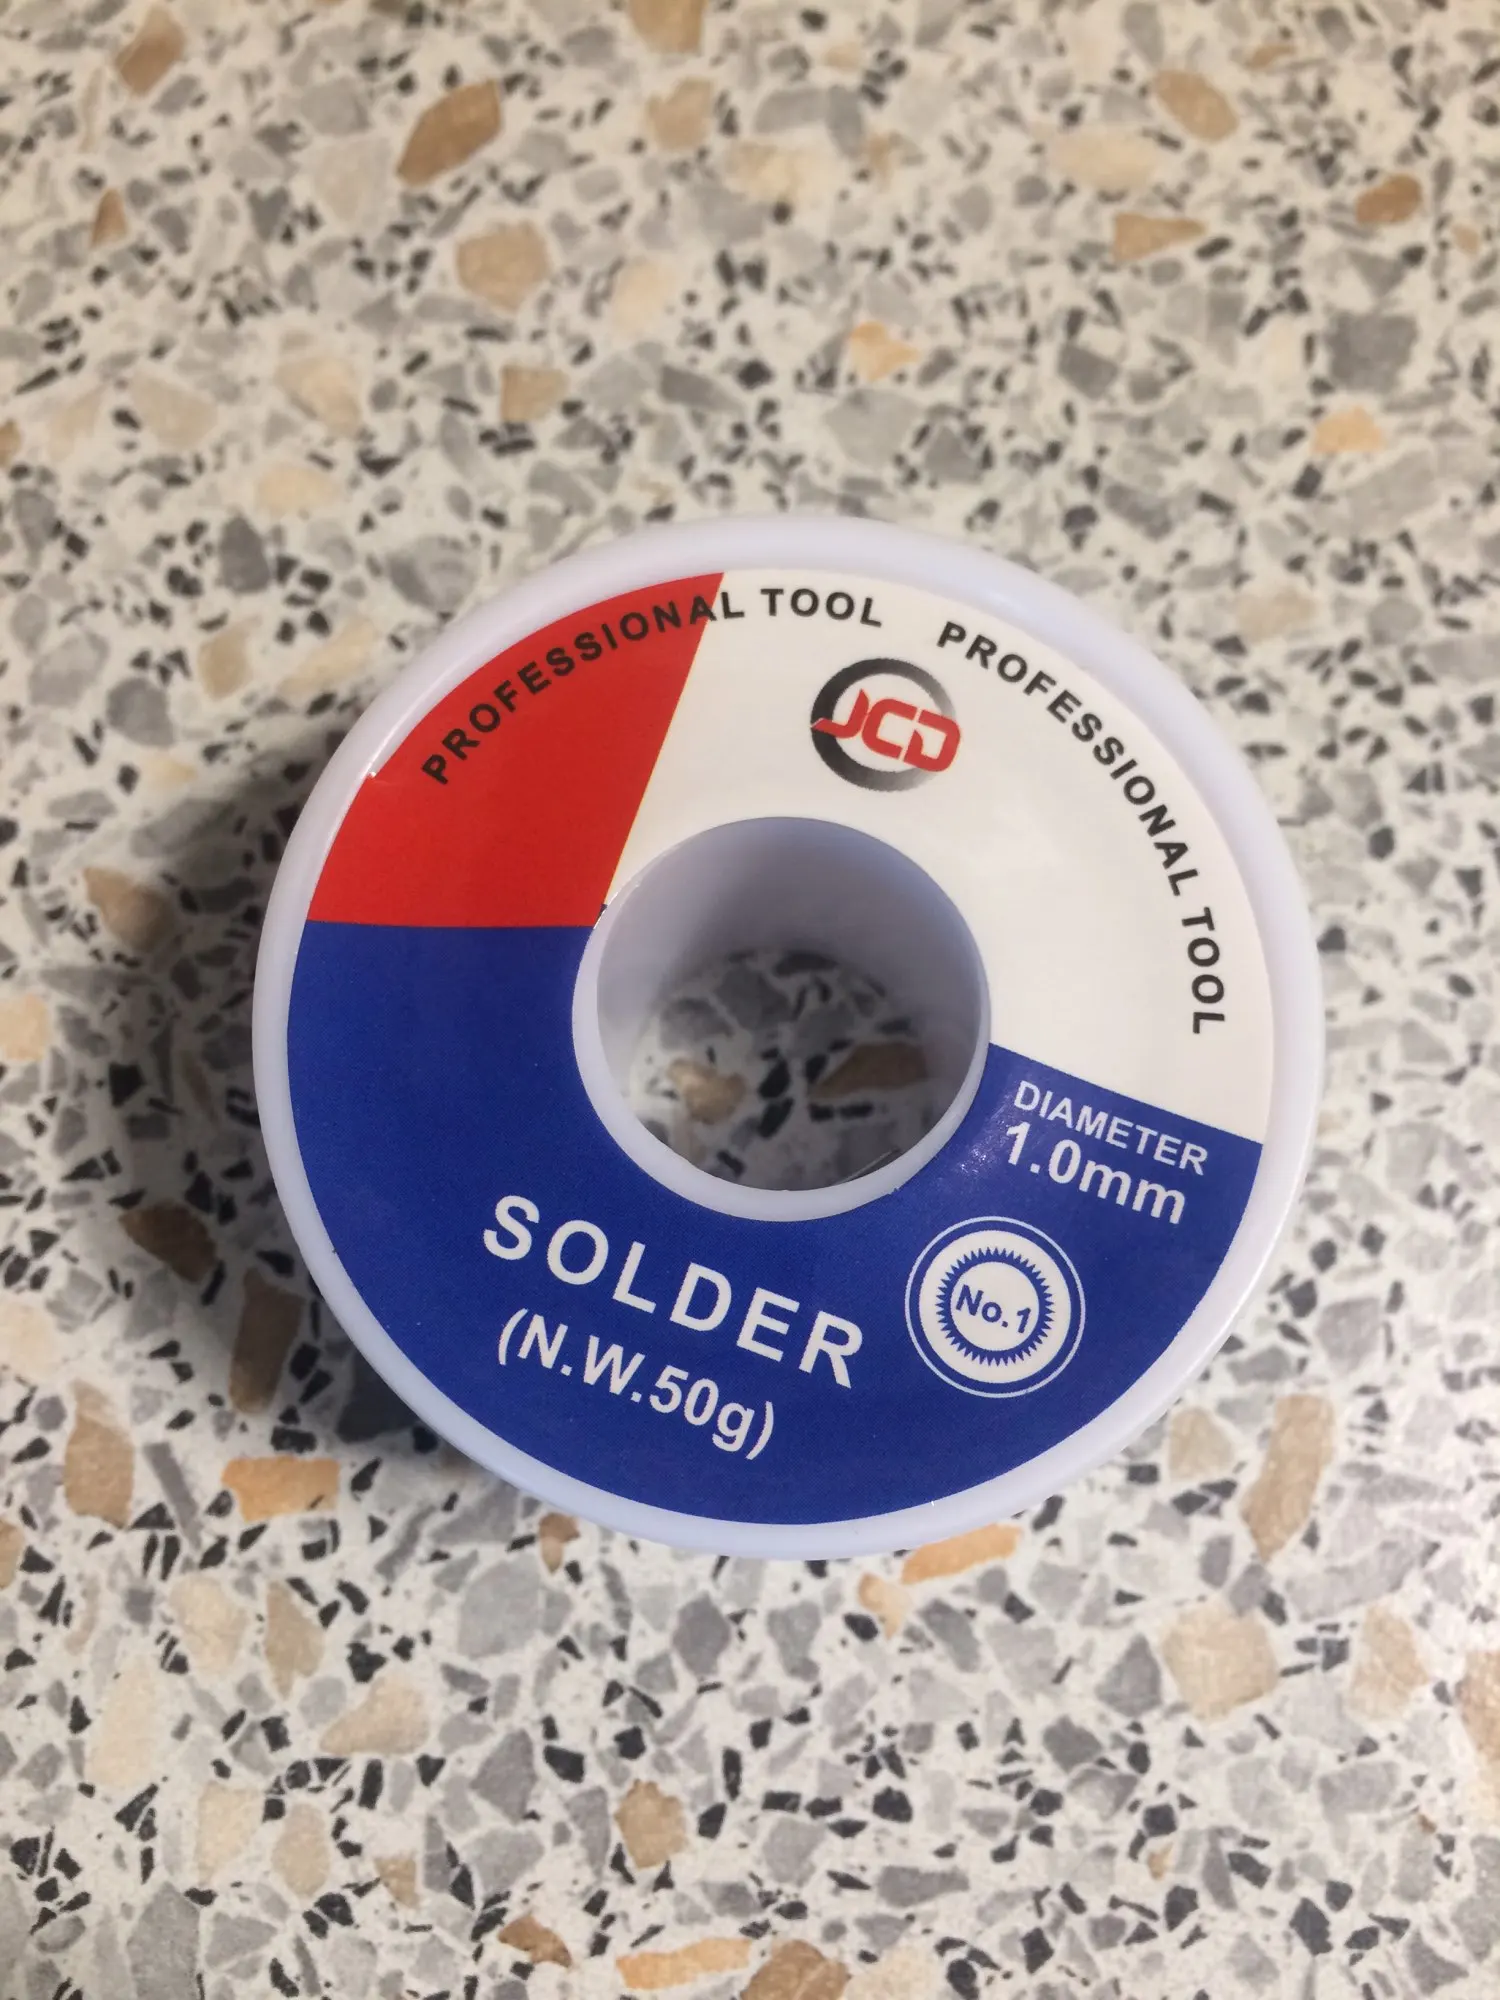 PROFESSIONAL TOOL
PROFESSIONAL TOOL
JCD
DIAMETER
1.0mm
SOLDER
(N.W.50g)
No.1